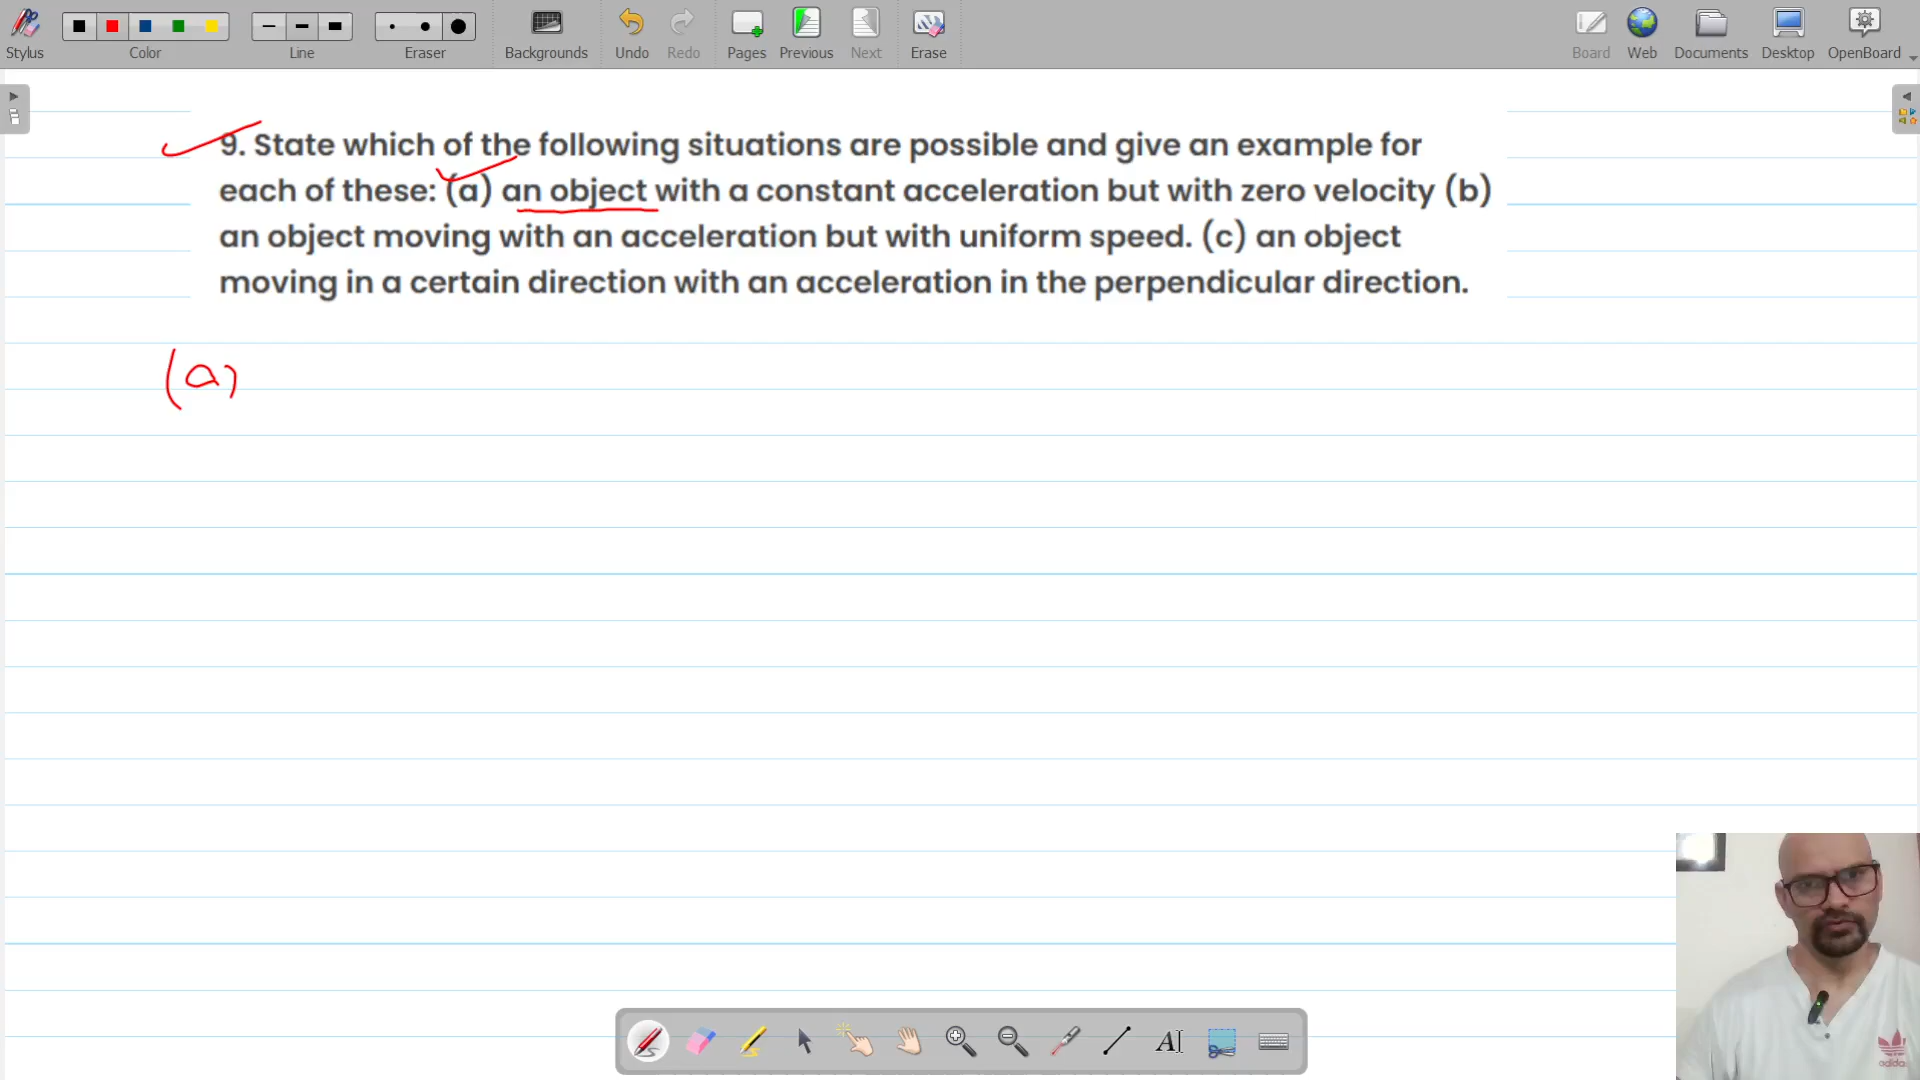 Stylus Color Line Eraser Backgrounds Undo Redo Pages Previous Next Erase Board Web Documents Desktop OpenBoard
9. State which of the following situations are possible and give an example for
each of these: (a) an object with a constant acceleration but with zero velocity (b)
an object moving with an acceleration but with uniform speed. (c) an object
moving in a certain direction with an acceleration in the perpendicular direction.
(a)
adidas